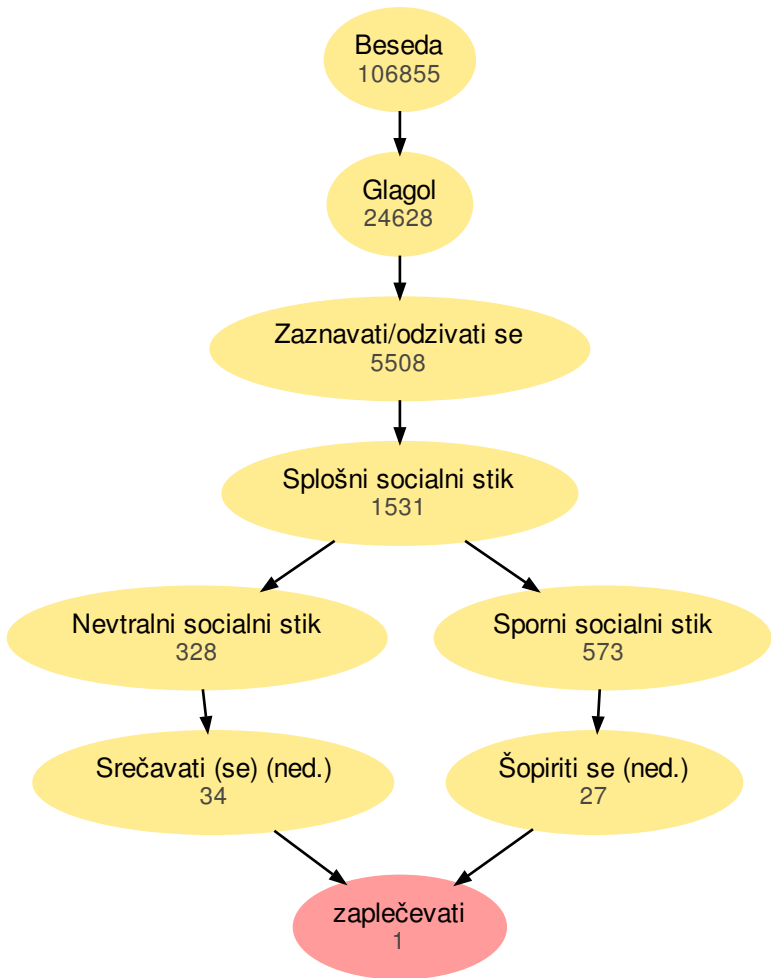 Beseda
106855
Glagol
24628
Zaznavati/odzivati se
5508
Splošni socialni stik
1531
Nevtralni socialni stik
328
Sporni socialni stik
573
Srečavati (se) (ned.)
34
Šopiriti se (ned.)
27
zaplečevati
1